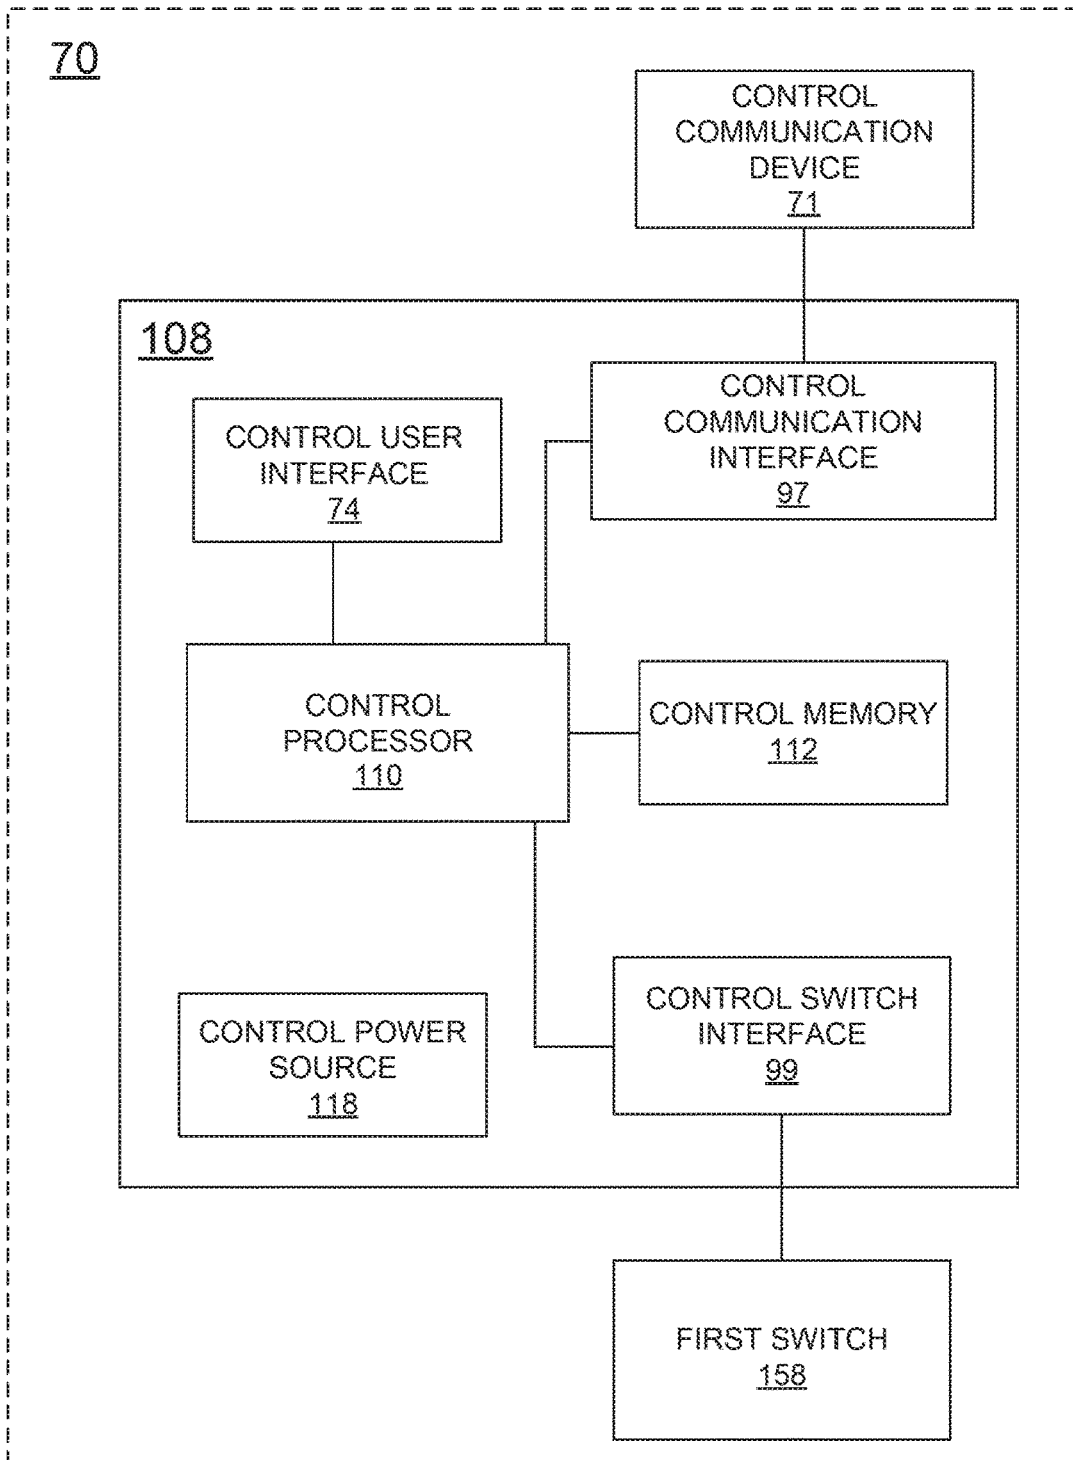 70
CONTROL
COMMUNICATION
DEVICE
71
108
CONTROL USER
INTERFACE
74
CONTROL
COMMUNICATION
INTERFACE
97
CONTROL
PROCESSOR
110
CONTROL MEMORY
112
CONTROL POWER
SOURCE
118
CONTROL SWITCH
INTERFACE
99
FIRST SWITCH
158